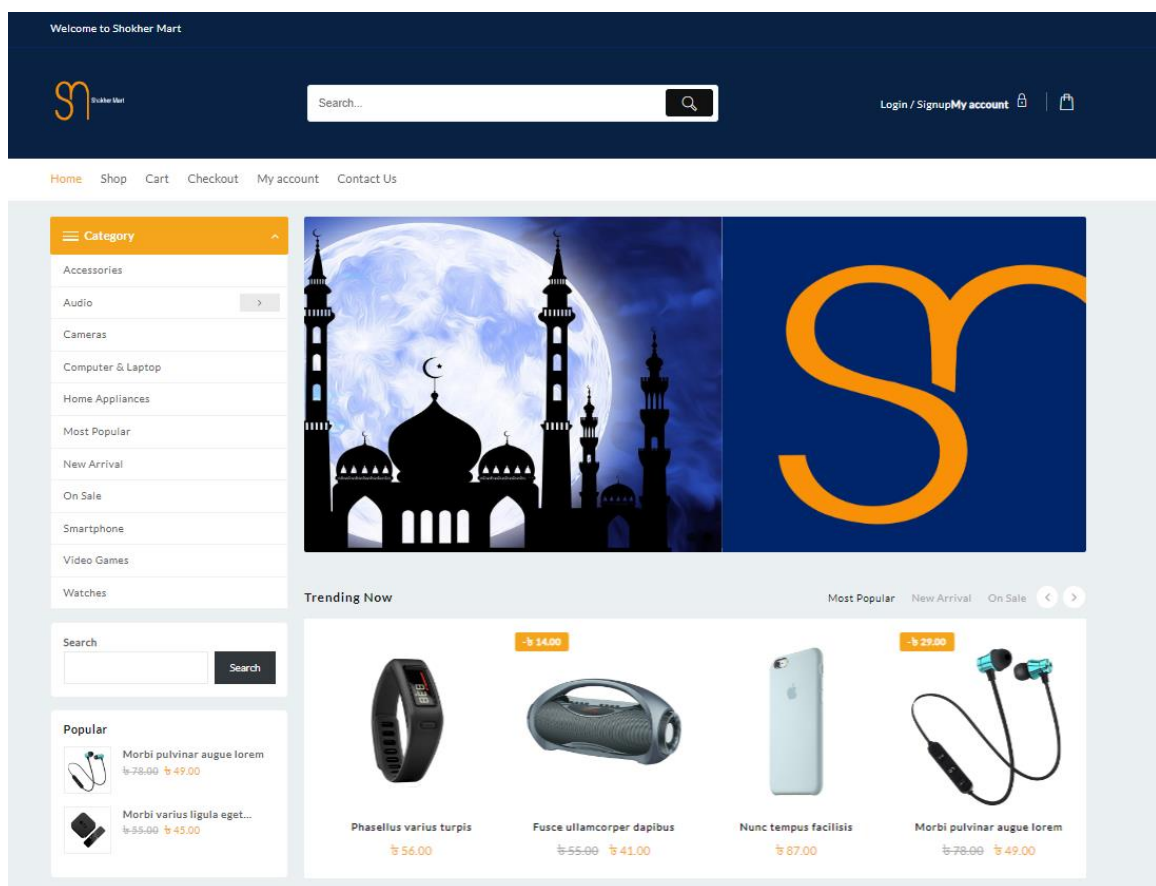 Welcome to Shokher Mart
Shokher Mart
Search...
Login / SignupMy account
Home Shop Cart Checkout My account Contact Us
Category
Accessories
Audio
Cameras
Computer & Laptop
Home Appliances
Most Popular
New Arrival
On Sale
Smartphone
Video Games
Watches
Search
Search
Popular
Morbi pulvinar augue lorem
৳ 78.00 ৳ 49.00
Morbi varius ligula eget...
৳ 55.00 ৳ 45.00
Trending Now
Most Popular New Arrival On Sale
-৳ 14.00
-৳ 29.00
Phasellus varius turpis
৳ 56.00
Fusce ullamcorper dapibus
৳ 55.00 ৳ 41.00
Nunc tempus facilisis
৳ 87.00
Morbi pulvinar augue lorem
৳ 78.00 ৳ 49.00